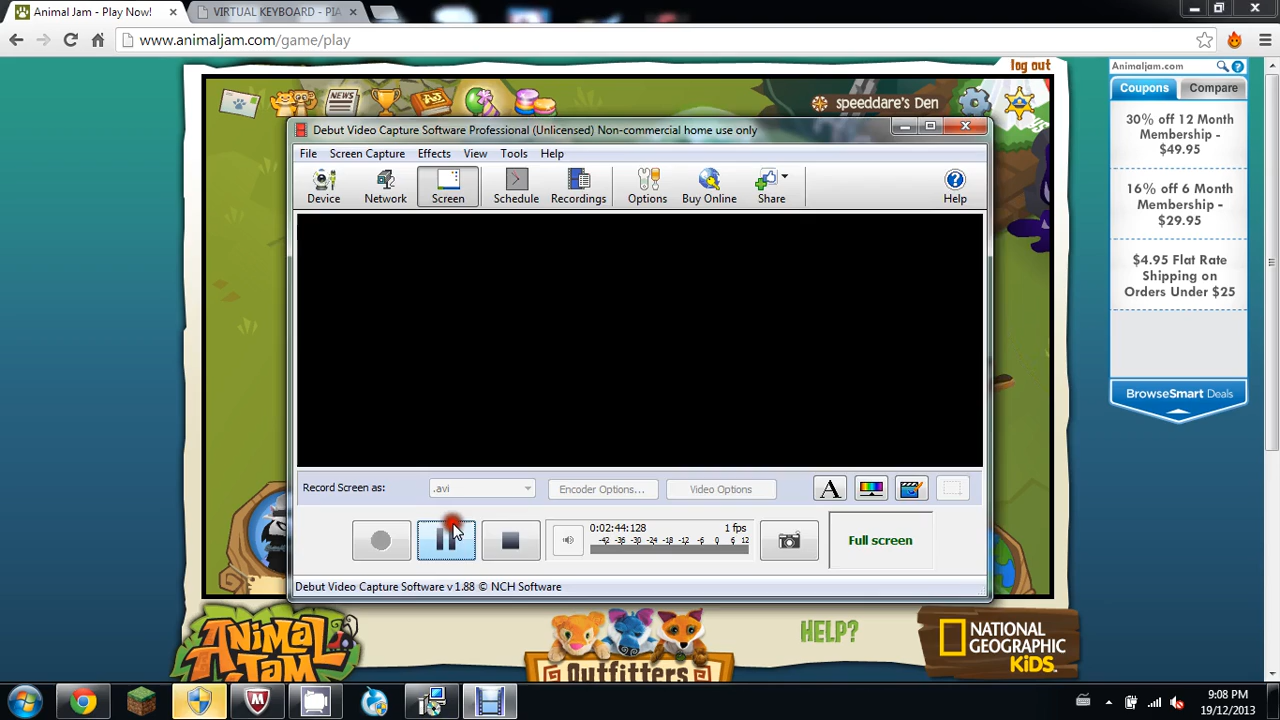 Animal Jam - Play Now!
VIRTUAL KEYBOARD - PIA
www.animaljam.com/game/play
log out
NEWS
speeddare's Den
Animaljam.com
Coupons
Compare
30% off 12 Month
Membership -
$49.95
16% off 6 Month
Membership -
$29.95
$4.95 Flat Rate
Shipping on
Orders Under $25
BrowseSmart Deals
Debut Video Capture Software Professional (Unlicensed) Non-commercial home use only
File Screen Capture Effects View Tools Help
Device Network Screen Schedule Recordings Options Buy Online Share Help
Record Screen as: .avi Encoder Options... Video Options A
0:02:44:128 1 fps
-42 -36 -30 -24 -18 -12 -6 0 6 12
Full screen
Debut Video Capture Software v 1.88 © NCH Software
ANIMAL JAM
Outfitters
HELP?
NATIONAL
GEOGRAPHIC
KiDS
9:08 PM
19/12/2013